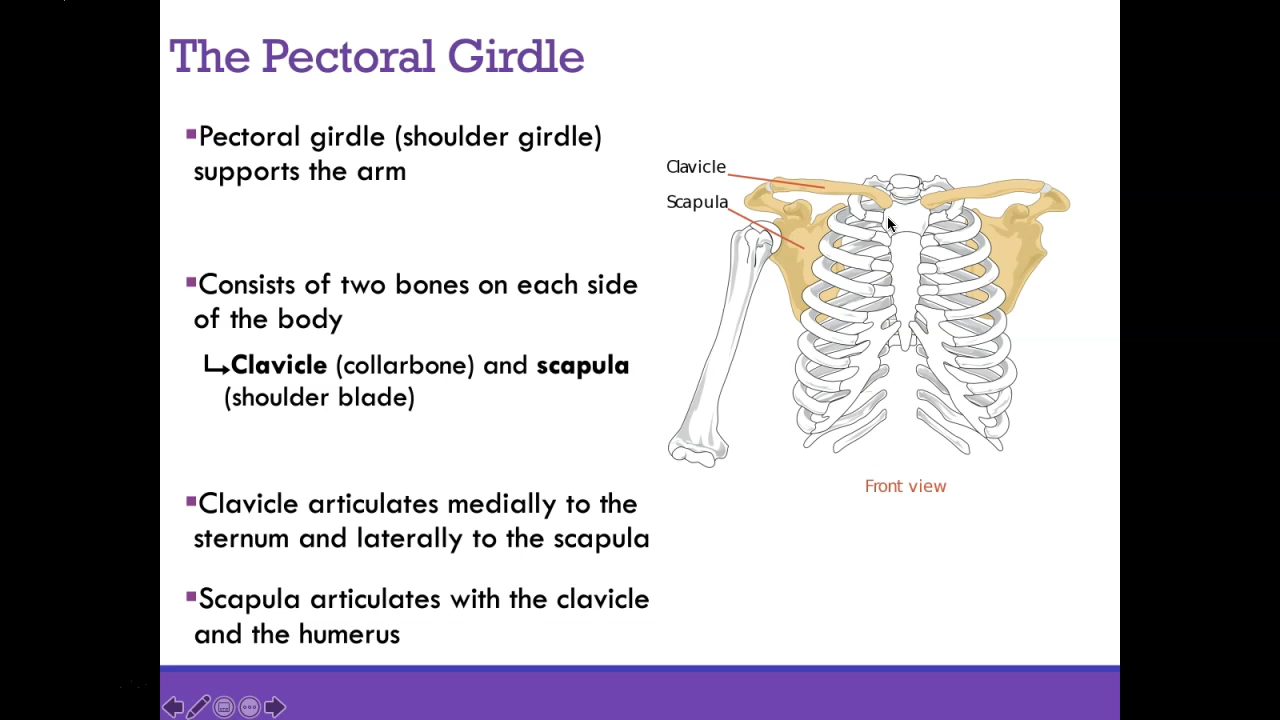 The Pectoral Girdle
▪Pectoral girdle (shoulder girdle)
supports the arm
▪Consists of two bones on each side
of the body
↳Clavicle (collarbone) and scapula
(shoulder blade)
▪Clavicle articulates medially to the
sternum and laterally to the scapula
▪Scapula articulates with the clavicle
and the humerus
Clavicle
Scapula
Front view